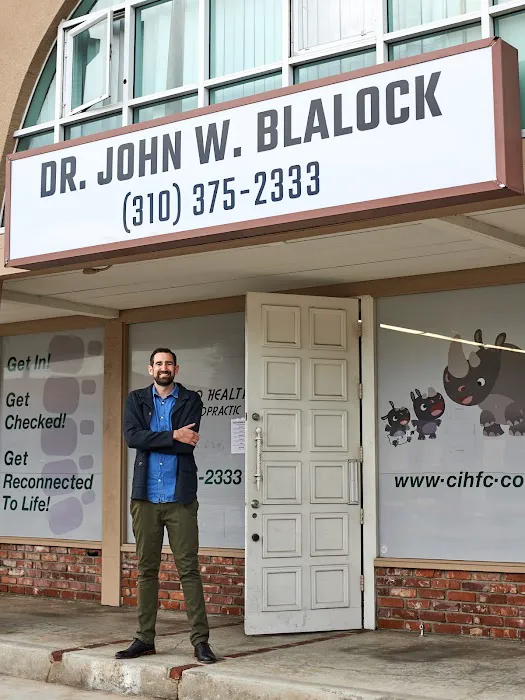 DR. JOHN W. BLALOCK
(310) 375-2333
Get In!
Get
Checked!
Get
Reconnected
To Life!
-2333
www·cihfc·co